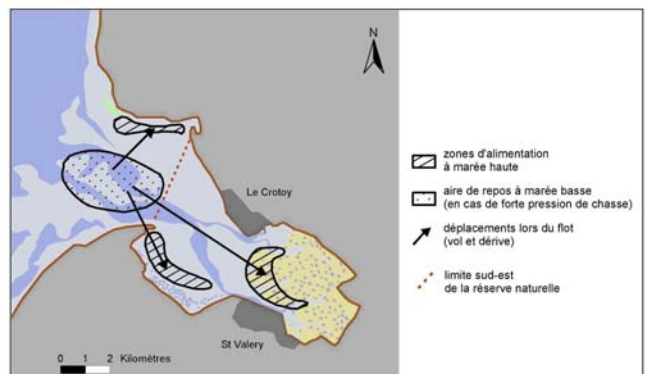 N
Le Crotoy
St Valery
0 1 2 Kilomètres
zones d'alimentation
à marée haute
aire de repos à marée basse
(en cas de forte pression de chasse)
déplacements lors du flot
(vol et dérive)
limite sud-est
de la réserve naturelle